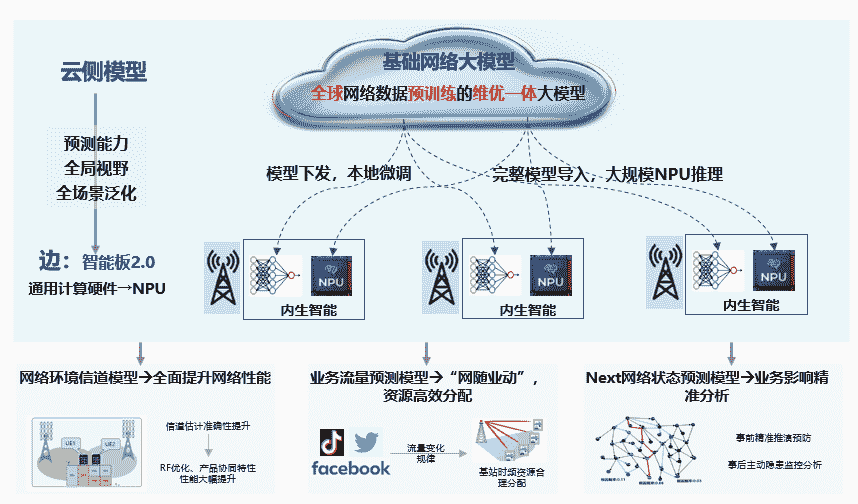 云侧模型
预测能力
全局视野
全场景泛化
边：智能板2.0
通用计算硬件→NPU
基础网络大模型
全球网络数据预训练的维优一体大模型
模型下发，本地微调
完整模型导入，大规模NPU推理
NPU
内生智能
NPU
内生智能
NPU
内生智能
网络环境信道模型→全面提升网络性能
UE1
UE2
信道估计准确性提升
RF优化、产品协同特性
性能大幅提升
业务流量预测模型→“网随业动”，
资源高效分配
facebook
流量变化
规律
基站时频资源合
理分配
Next网络状态预测模型→业务影响精
准分析
事前精准推演预防
事后主动隐患监控分析